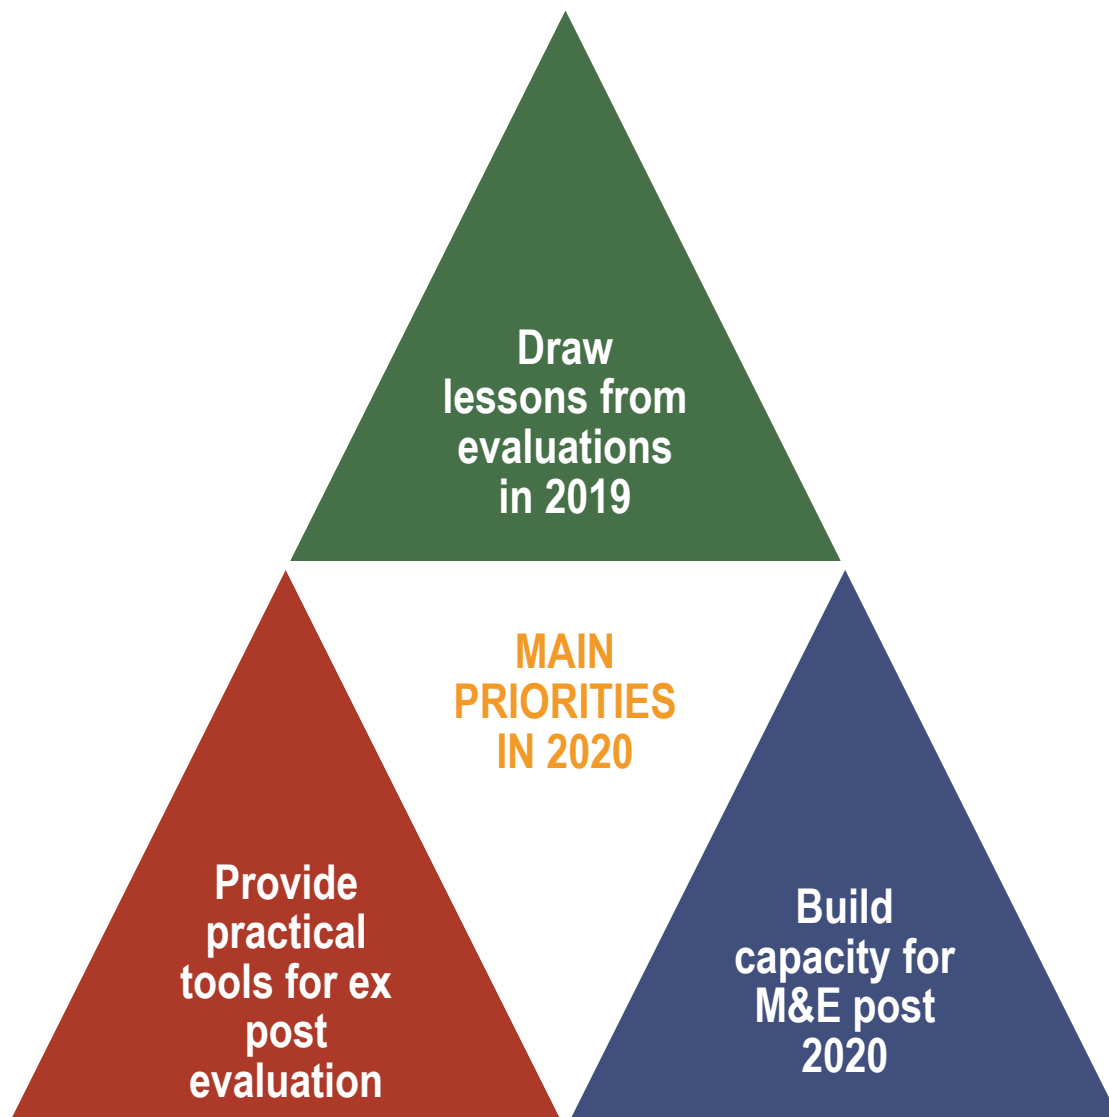 Draw
lessons from
evaluations
in 2019
MAIN
PRIORITIES
IN 2020
Provide
practical
tools for ex
post
evaluation
Build
capacity for
M&E post
2020